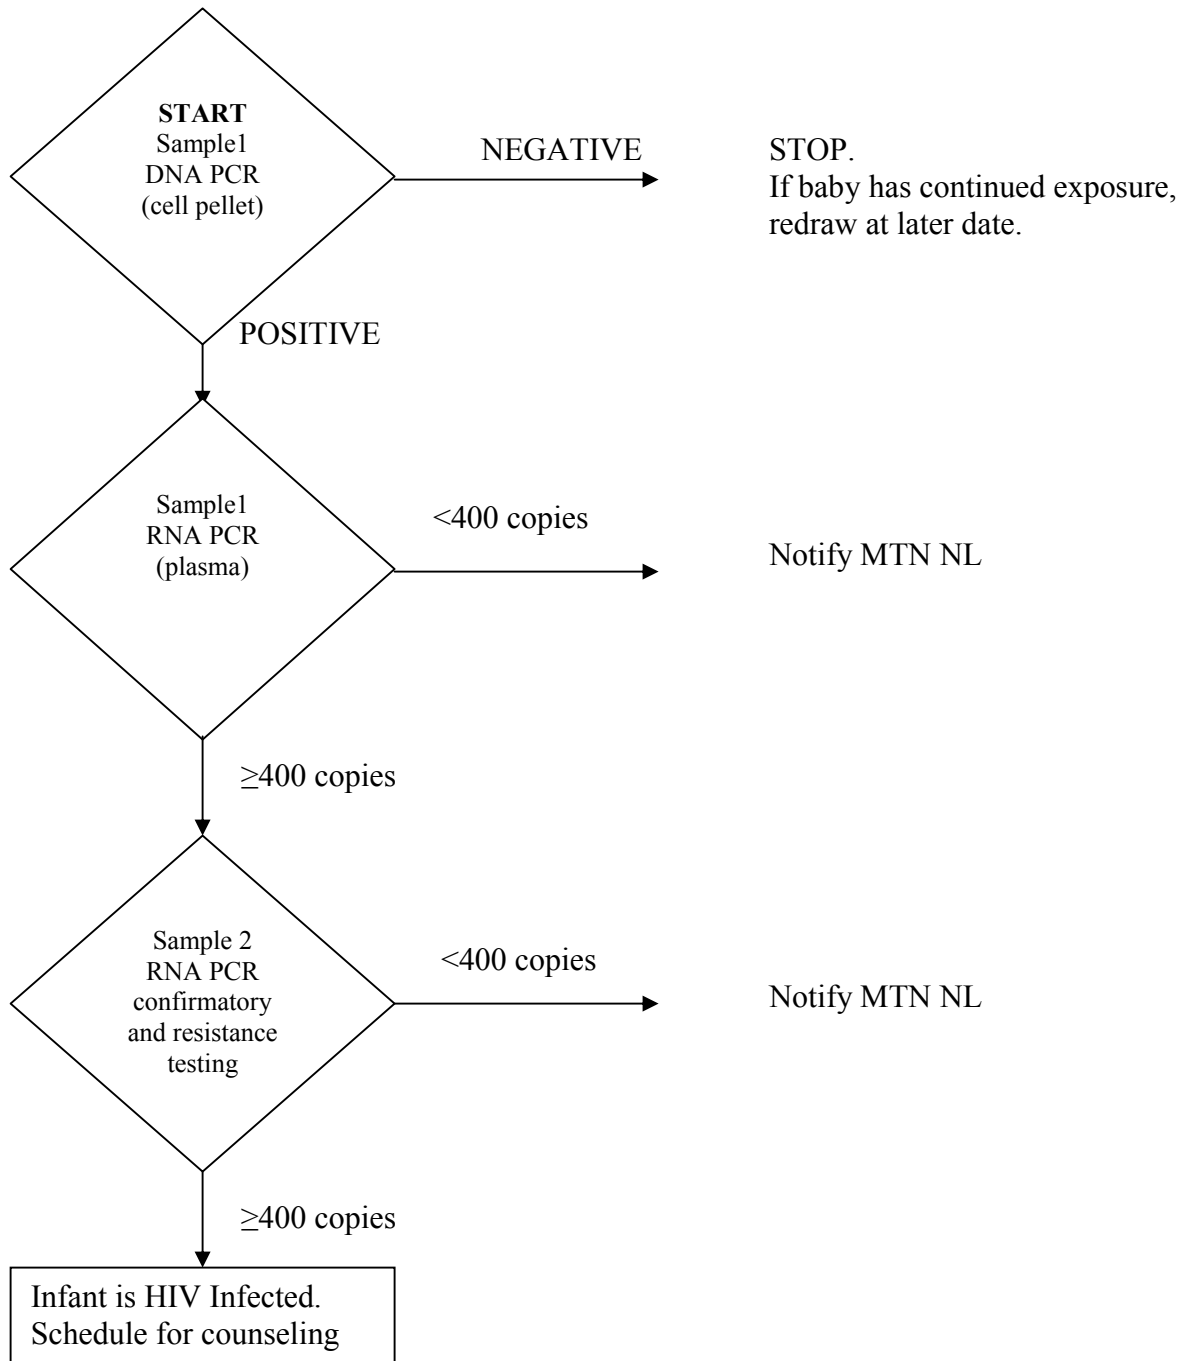 START
Sample1
DNA PCR
(cell pellet)
NEGATIVE
STOP.
If baby has continued exposure,
redraw at later date.
POSITIVE
Sample1
RNA PCR
(plasma)
<400 copies
Notify MTN NL
≥400 copies
Sample 2
RNA PCR
confirmatory
and resistance
testing
<400 copies
Notify MTN NL
≥400 copies
Infant is HIV Infected.
Schedule for counseling